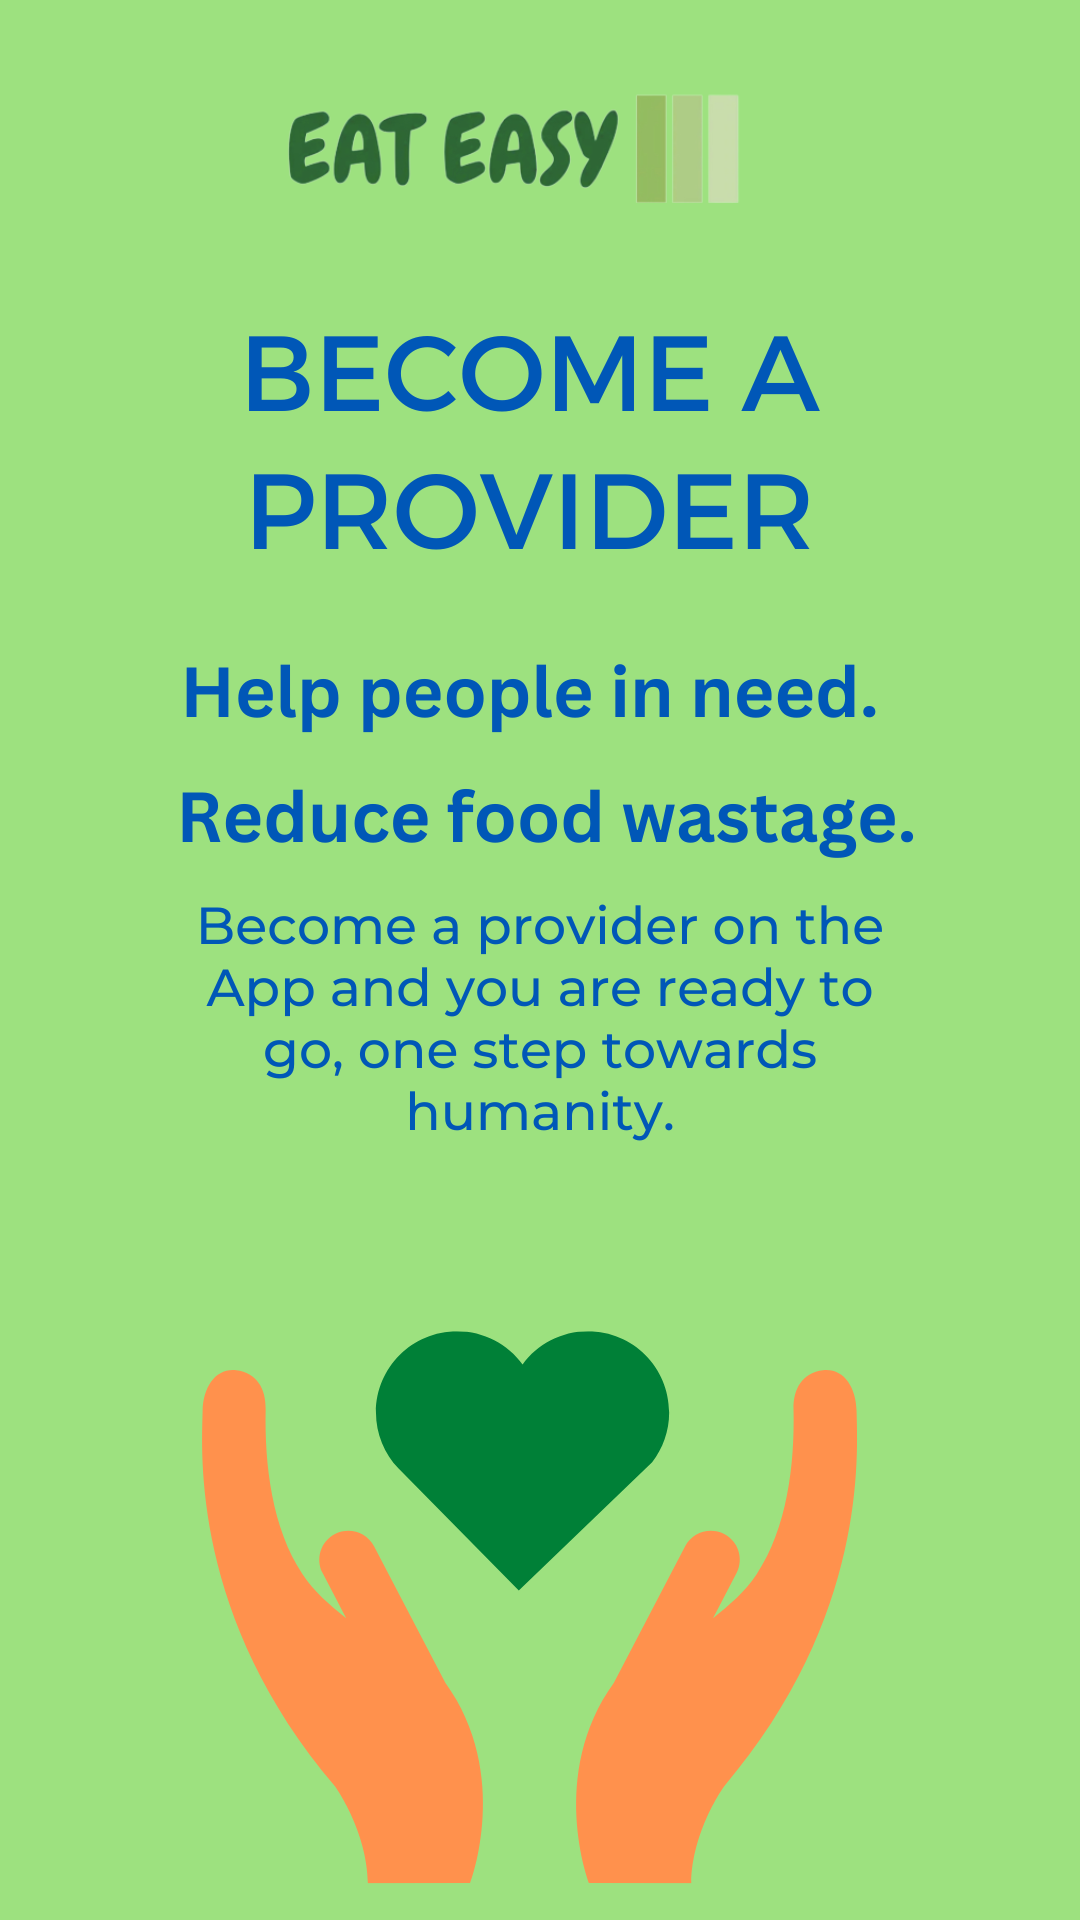 EAT EASY
BECOME A
PROVIDER
Help people in need.
Reduce food wastage.
Become a provider on the
App and you are ready to
go, one step towards
humanity.